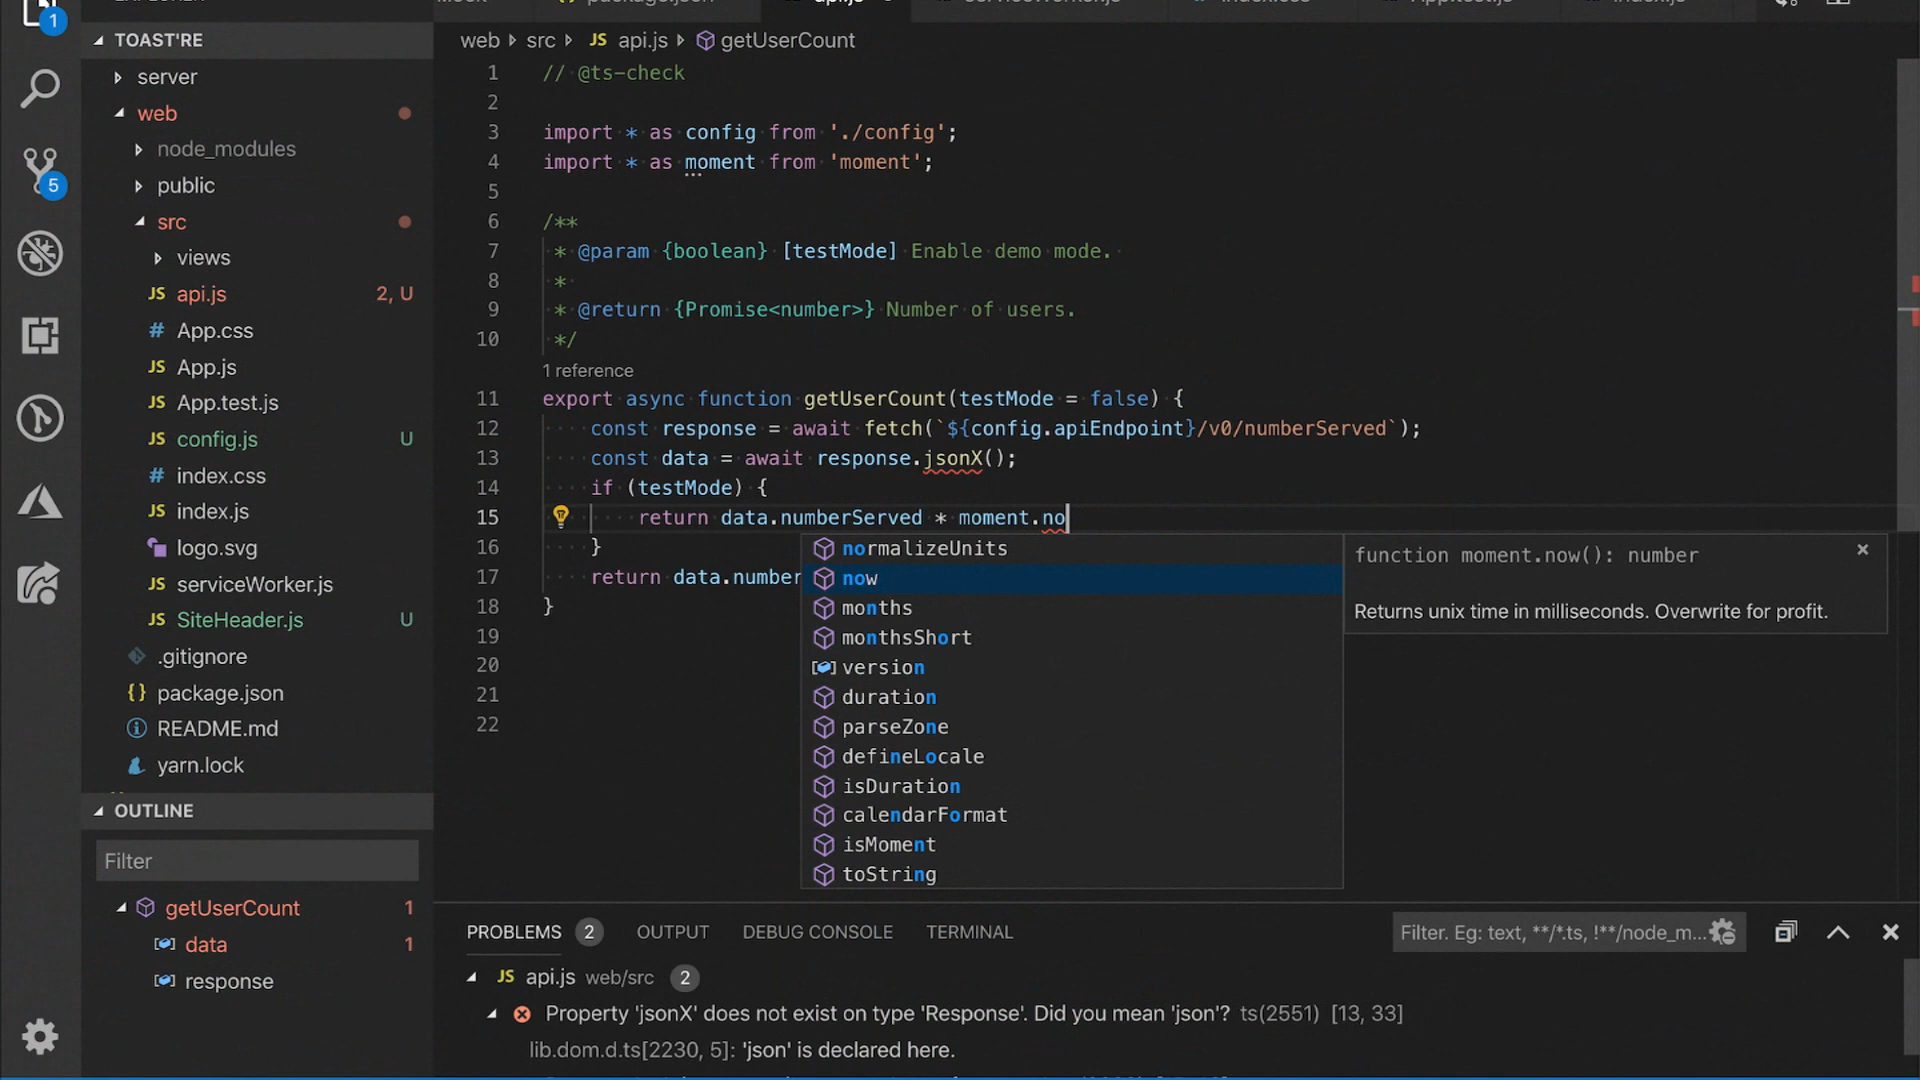 1
5
TOAST'RE
server
web
node_modules
public
src
views
JS api.js 2, U
# App.css
JS App.js
JS App.test.js
JS config.js U
# index.css
JS index.js
logo.svg
JS serviceWorker.js
JS SiteHeader.js U
.gitignore
{} package.json
README.md
yarn.lock
OUTLINE
Filter
getUserCount 1
data 1
response
web src JS api.js getUserCount
1 // @ts-check
2
3 import * as config from './config';
4 import * as moment from 'moment';
5
6 /**
7 * @param {boolean} [testMode] Enable demo mode.
8 *
9 * @return {Promise<number>} Number of users.
10 */
1 reference
11 export async function getUserCount(testMode = false) {
12 const response = await fetch(`${config.apiEndpoint}/v0/numberServed`);
13 const data = await response.jsonX();
14 if (testMode) {
15 return data.numberServed * moment.no
16 }
17 return data.number
18 }
19
20
21
22
normalizeUnits
now
months
monthsShort
version
duration
parseZone
defineLocale
isDuration
calendarFormat
isMoment
toString
function moment.now(): number
Returns unix time in milliseconds. Overwrite for profit.
PROBLEMS 2 OUTPUT DEBUG CONSOLE TERMINAL Filter. Eg: text, **/*.ts, !**/node_m...
JS api.js web/src 2
Property 'jsonX' does not exist on type 'Response'. Did you mean 'json'? ts(2551) [13, 33]
lib.dom.d.ts[2230, 5]: 'json' is declared here.